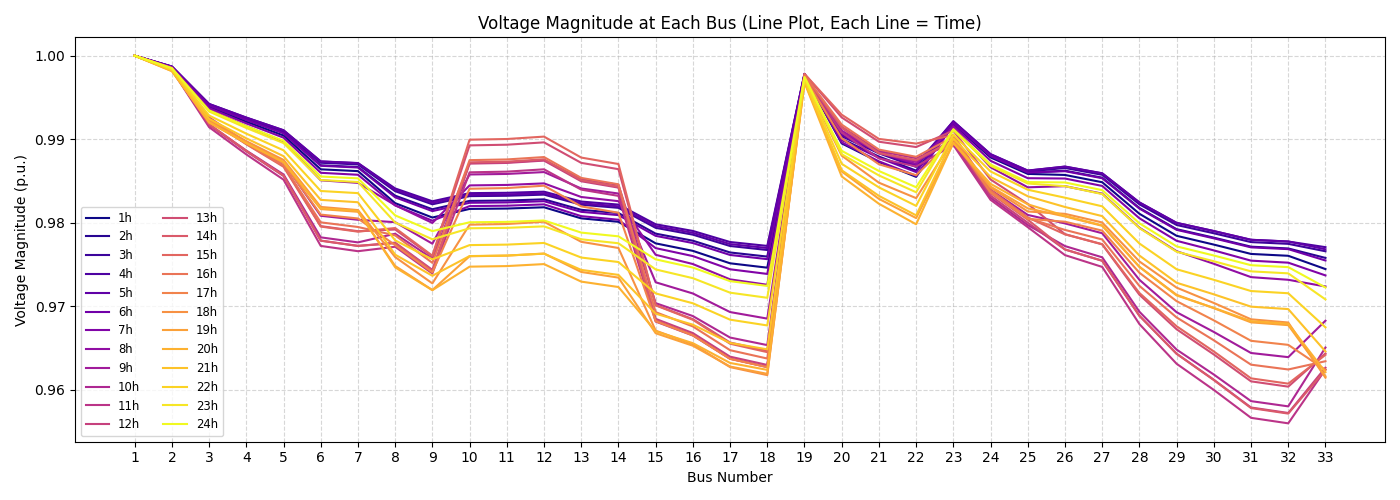 Voltage Magnitude at Each Bus (Line Plot, Each Line = Time)
Voltage Magnitude (p.u.)
1.00
0.99
0.98
0.97
0.96
1h 13h
2h 14h
3h 15h
4h 16h
5h 17h
6h 18h
7h 19h
8h 20h
9h 21h
10h 22h
11h 23h
12h 24h
1 2 3 4 5 6 7 8 9 10 11 12 13 14 15 16 17 18 19 20 21 22 23 24 25 26 27 28 29 30 31 32 33
Bus Number